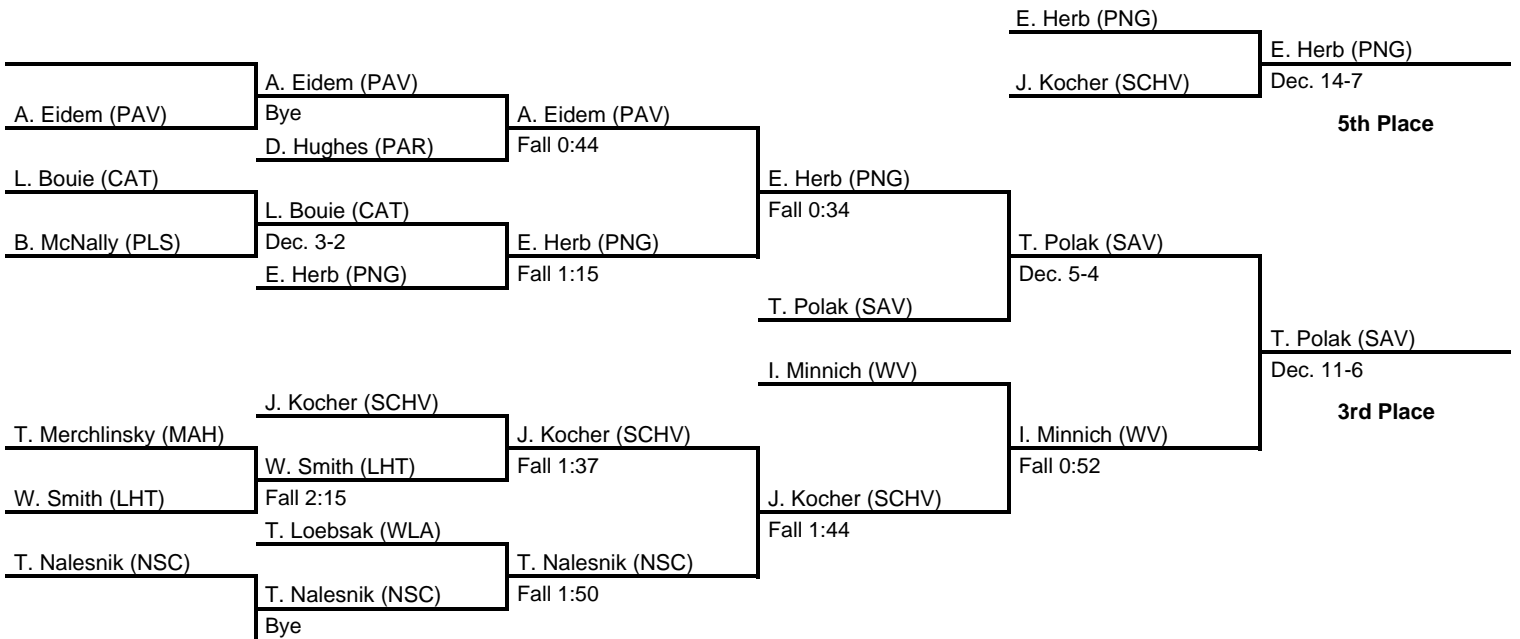 E. Herb (PNG)
E. Herb (PNG)
J. Kocher (SCHV)
Dec. 14-7
5th Place
A. Eidem (PAV)
A. Eidem (PAV)
Bye
A. Eidem (PAV)
D. Hughes (PAR)
Fall 0:44
L. Bouie (CAT)
E. Herb (PNG)
L. Bouie (CAT)
Fall 0:34
B. McNally (PLS)
Dec. 3-2
E. Herb (PNG)
T. Polak (SAV)
E. Herb (PNG)
Fall 1:15
Dec. 5-4
T. Polak (SAV)
T. Polak (SAV)
I. Minnich (WV)
Dec. 11-6
3rd Place
J. Kocher (SCHV)
T. Merchlinsky (MAH)
J. Kocher (SCHV)
I. Minnich (WV)
W. Smith (LHT)
Fall 1:37
Fall 0:52
W. Smith (LHT)
Fall 2:15
J. Kocher (SCHV)
T. Loebsak (WLA)
Fall 1:44
T. Nalesnik (NSC)
T. Nalesnik (NSC)
T. Nalesnik (NSC)
Fall 1:50
Bye